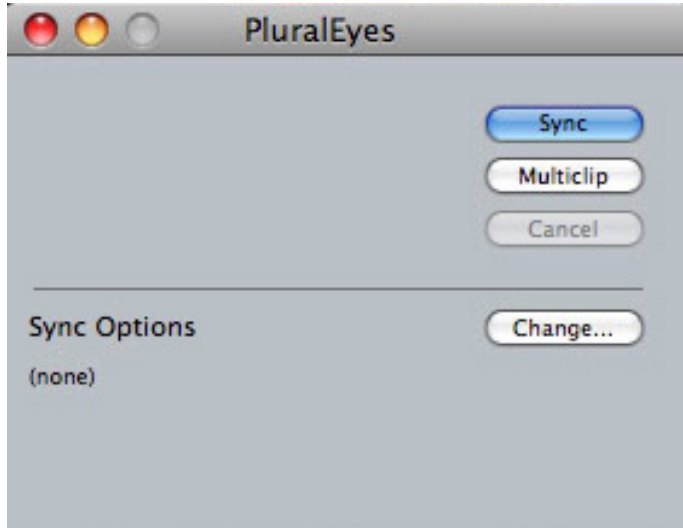 PluralEyes
Sync
Multiclip
Cancel
Sync Options
Change...
(none)